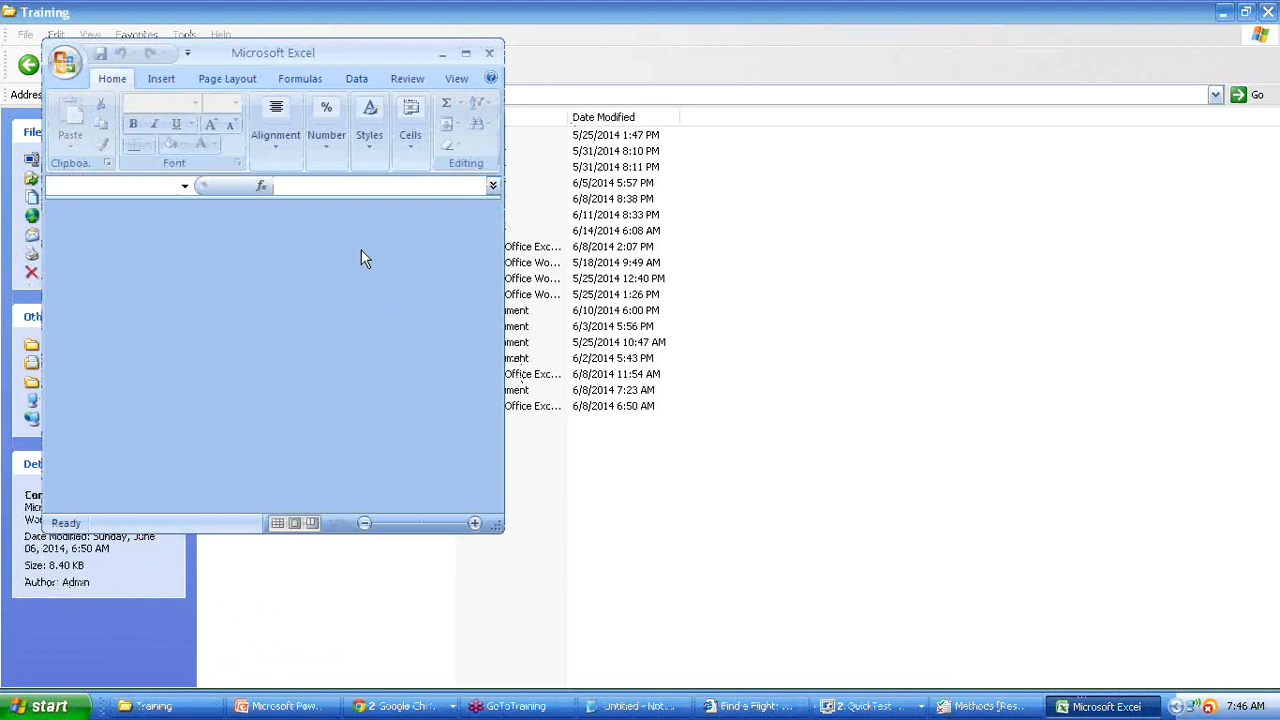 Training
File Edit View Favorites Tools Help
Microsoft Excel
Home Insert Page Layout Formulas Data Review View
Address Go
Paste Alignment Number Styles Cells
Clipboa. Font Editing
Date Modified
5/25/2014 1:47 PM
5/31/2014 8:10 PM
5/31/2014 8:11 PM
6/5/2014 5:57 PM
6/8/2014 8:38 PM
6/11/2014 8:33 PM
6/14/2014 6:08 AM
Office Exc... 6/8/2014 2:07 PM
Office Wo... 5/18/2014 9:49 AM
Office Wo... 5/25/2014 12:40 PM
Office Wo... 5/25/2014 1:26 PM
ument 6/10/2014 6:00 PM
ument 6/3/2014 5:56 PM
ument 5/25/2014 10:47 AM
ument 6/2/2014 5:43 PM
Office Exc... 6/8/2014 11:54 AM
ument 6/8/2014 7:23 AM
Office Exc... 6/8/2014 6:50 AM
File
Oth
Det
Ready
Date Modified: Sunday, June
06, 2014, 6:50 AM
Size: 8.40 KB
Author: Admin
start Training Microsoft Pow... 2 Google Ch... GoToTraining Untitled - Not... Find a Flight: ... 2. QuickTest ... Methods [Res... Microsoft Excel 7:46 AM